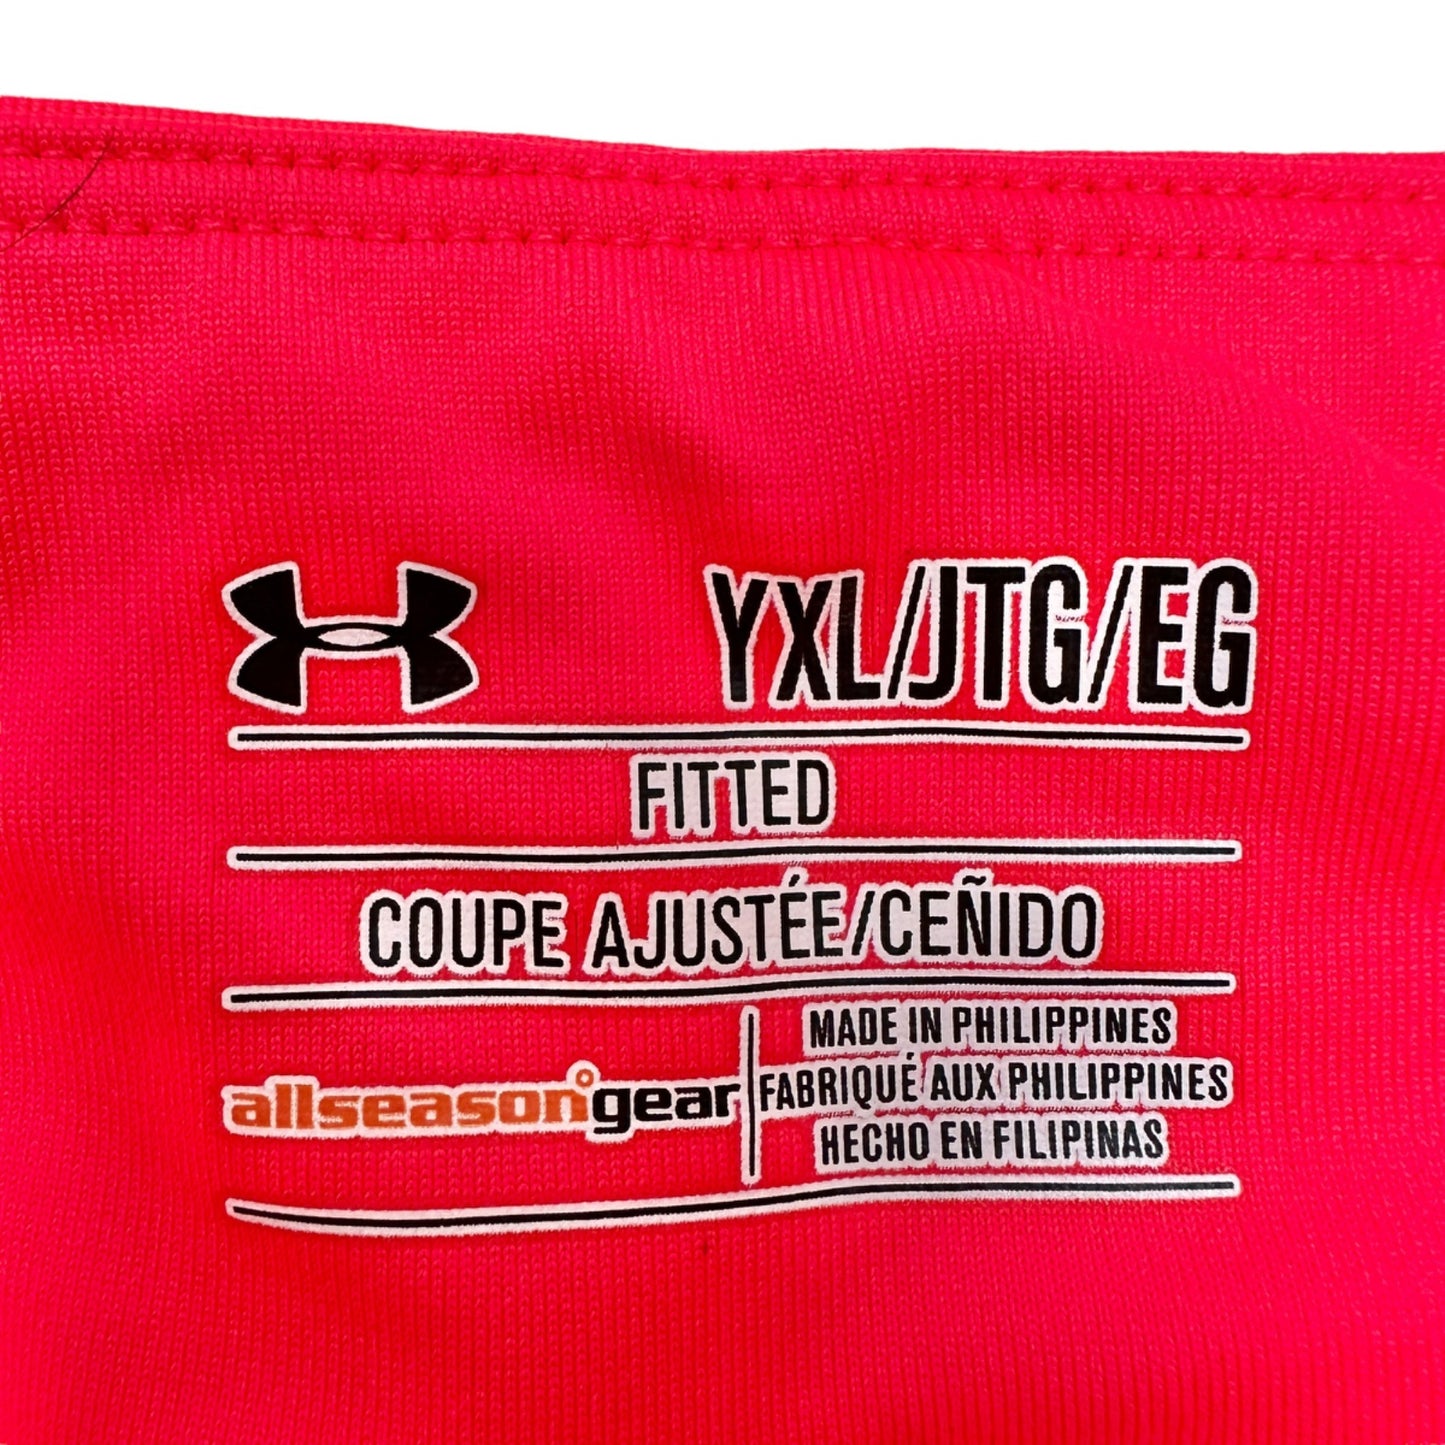 YXL/JTG/EG
FITTED
COUPE AJUSTÉE/CEÑIDO
allseasongear
MADE IN PHILIPPINES
FABRIQUÉ AUX PHILIPPINES
HECHO EN FILIPINAS